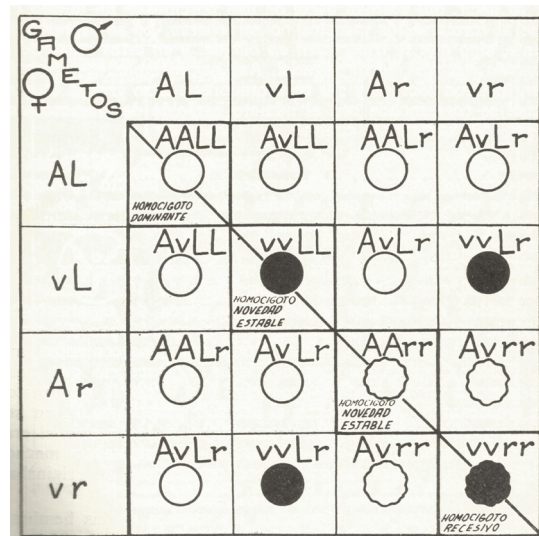 GAMETOS ♂
♀
AL vL Ar vr
AL AALL AvLL AALr AvLr
HOMOCIGOTO
DOMINANTE
vL AvLL vvLL AvLr vvLr
HOMOCIGOTO
NOVEDAD
ESTABLE
Ar AALr AvLr AArr Avrr
HOMOCIGOTO
NOVEDAD
ESTABLE
vr AvLr vvLr Avrr vvrr
HOMOCIGOTO
RECESIVO